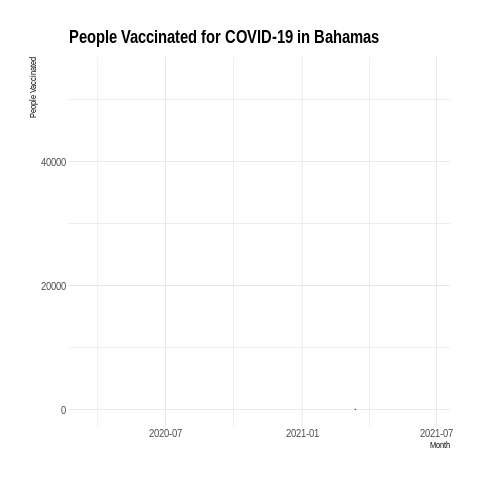 People Vaccinated for COVID-19 in Bahamas
People Vaccinated
40000
20000
0
2020-07
2021-01
2021-07
Month